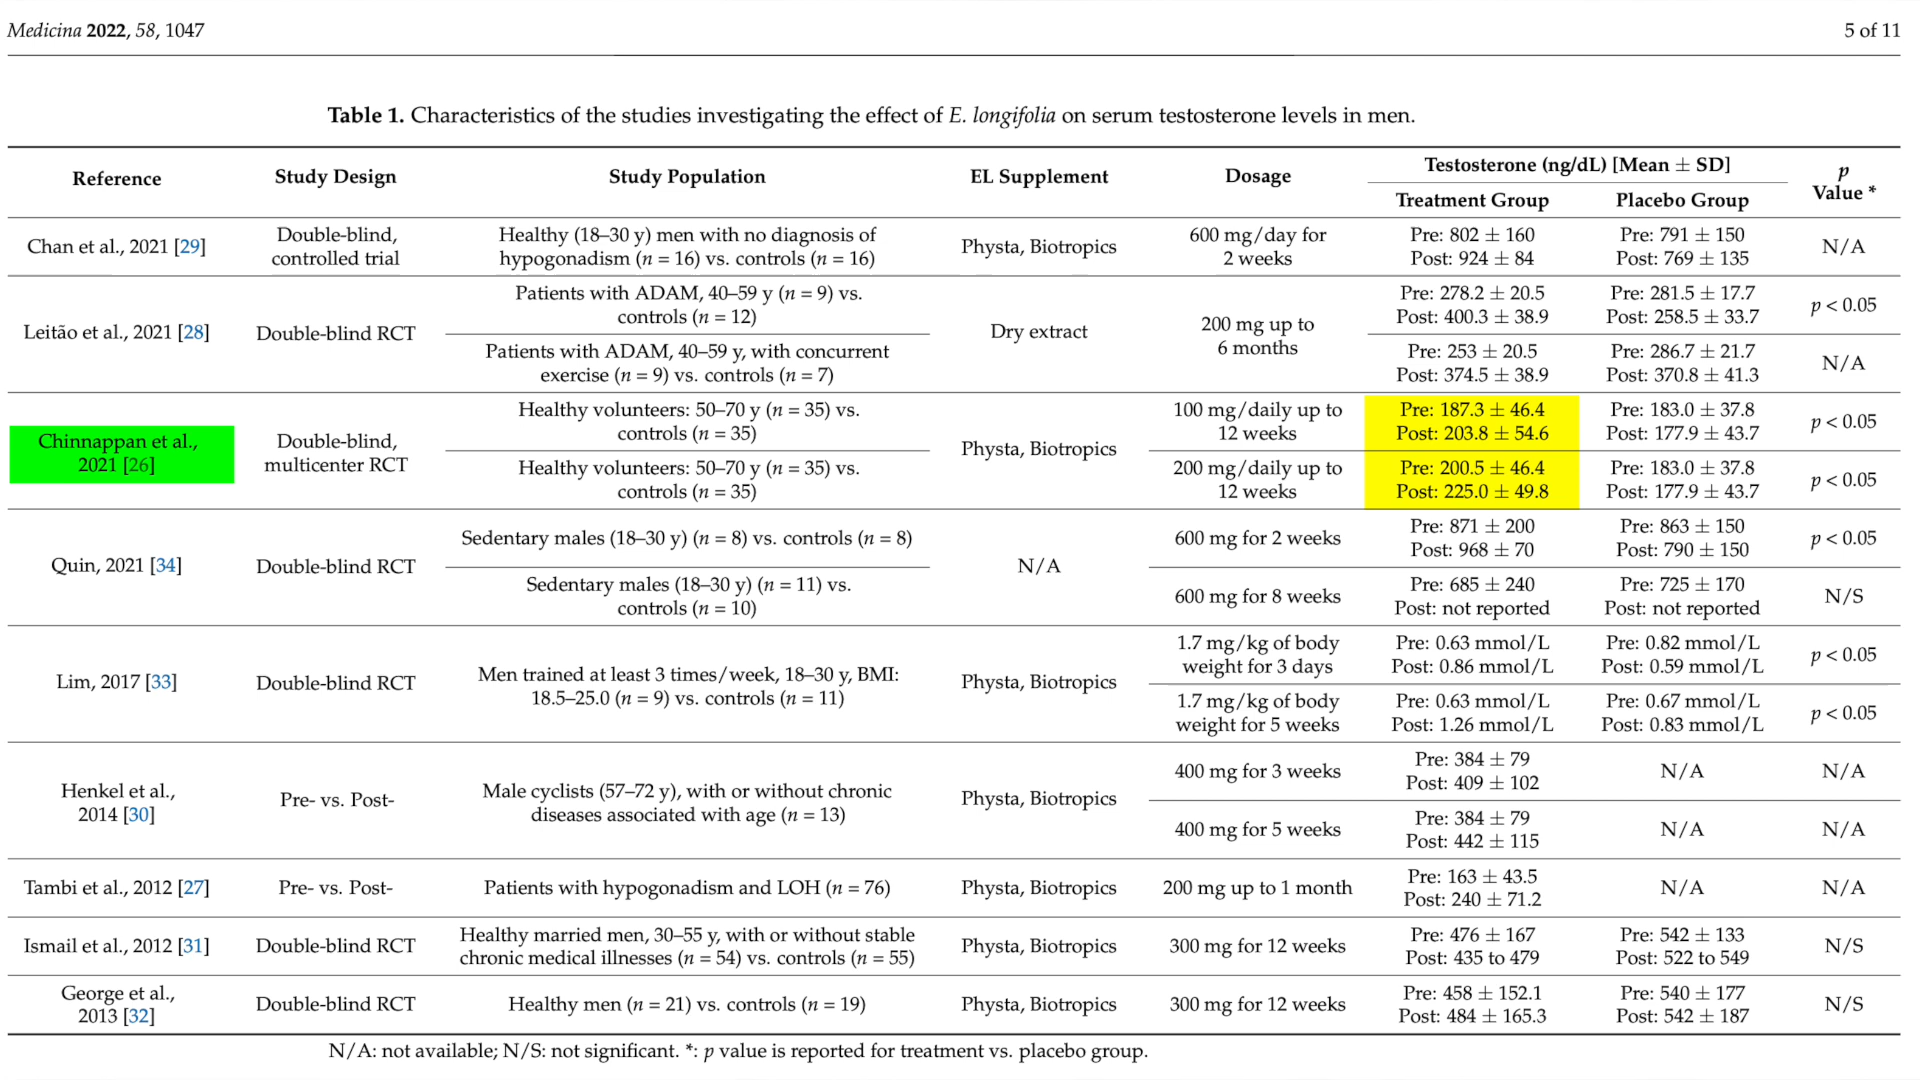 Medicina 2022, 58, 1047
5 of 11
Table 1. Characteristics of the studies investigating the effect of E. longifolia on serum testosterone levels in men.
Reference
Study Design
Study Population
EL Supplement
Dosage
Testosterone (ng/dL) [Mean ± SD]
Treatment Group
Placebo Group
p
Value *
Chan et al., 2021 [29]
Double-blind,
controlled trial
Healthy (18–30 y) men with no diagnosis of
hypogonadism (n = 16) vs. controls (n = 16)
Physta, Biotropics
600 mg/day for
2 weeks
Pre: 802 ± 160
Post: 924 ± 84
Pre: 791 ± 150
Post: 769 ± 135
N/A
Leitão et al., 2021 [28]
Double-blind RCT
Patients with ADAM, 40–59 y (n = 9) vs.
controls (n = 12)
Dry extract
200 mg up to
6 months
Pre: 278.2 ± 20.5
Post: 400.3 ± 38.9
Pre: 281.5 ± 17.7
Post: 258.5 ± 33.7
p < 0.05
Patients with ADAM, 40–59 y, with concurrent
exercise (n = 9) vs. controls (n = 7)
Pre: 253 ± 20.5
Post: 374.5 ± 38.9
Pre: 286.7 ± 21.7
Post: 370.8 ± 41.3
N/A
Chinnappan et al.,
2021 [26]
Double-blind,
multicenter RCT
Healthy volunteers: 50–70 y (n = 35) vs.
controls (n = 35)
Physta, Biotropics
100 mg/daily up to
12 weeks
Pre: 187.3 ± 46.4
Post: 203.8 ± 54.6
Pre: 183.0 ± 37.8
Post: 177.9 ± 43.7
p < 0.05
Healthy volunteers: 50–70 y (n = 35) vs.
controls (n = 35)
200 mg/daily up to
12 weeks
Pre: 200.5 ± 46.4
Post: 225.0 ± 49.8
Pre: 183.0 ± 37.8
Post: 177.9 ± 43.7
p < 0.05
Quin, 2021 [34]
Double-blind RCT
Sedentary males (18–30 y) (n = 8) vs. controls (n = 8)
N/A
600 mg for 2 weeks
Pre: 871 ± 200
Post: 968 ± 70
Pre: 863 ± 150
Post: 790 ± 150
p < 0.05
Sedentary males (18–30 y) (n = 11) vs.
controls (n = 10)
600 mg for 8 weeks
Pre: 685 ± 240
Post: not reported
Pre: 725 ± 170
Post: not reported
N/S
Lim, 2017 [33]
Double-blind RCT
Men trained at least 3 times/week, 18–30 y, BMI:
18.5–25.0 (n = 9) vs. controls (n = 11)
Physta, Biotropics
1.7 mg/kg of body
weight for 3 days
Pre: 0.63 mmol/L
Post: 0.86 mmol/L
Pre: 0.82 mmol/L
Post: 0.59 mmol/L
p < 0.05
1.7 mg/kg of body
weight for 5 weeks
Pre: 0.63 mmol/L
Post: 1.26 mmol/L
Pre: 0.67 mmol/L
Post: 0.83 mmol/L
p < 0.05
Henkel et al.,
2014 [30]
Pre- vs. Post-
Male cyclists (57–72 y), with or without chronic
diseases associated with age (n = 13)
Physta, Biotropics
400 mg for 3 weeks
Pre: 384 ± 79
Post: 409 ± 102
N/A
N/A
400 mg for 5 weeks
Pre: 384 ± 79
Post: 442 ± 115
N/A
N/A
Tambi et al., 2012 [27]
Pre- vs. Post-
Patients with hypogonadism and LOH (n = 76)
Physta, Biotropics
200 mg up to 1 month
Pre: 163 ± 43.5
Post: 240 ± 71.2
N/A
N/A
Ismail et al., 2012 [31]
Double-blind RCT
Healthy married men, 30–55 y, with or without stable
chronic medical illnesses (n = 54) vs. controls (n = 55)
Physta, Biotropics
300 mg for 12 weeks
Pre: 476 ± 167
Post: 435 to 479
Pre: 542 ± 133
Post: 522 to 549
N/S
George et al.,
2013 [32]
Double-blind RCT
Healthy men (n = 21) vs. controls (n = 19)
Physta, Biotropics
300 mg for 12 weeks
Pre: 458 ± 152.1
Post: 484 ± 165.3
Pre: 540 ± 177
Post: 542 ± 187
N/S
N/A: not available; N/S: not significant. *: p value is reported for treatment vs. placebo group.